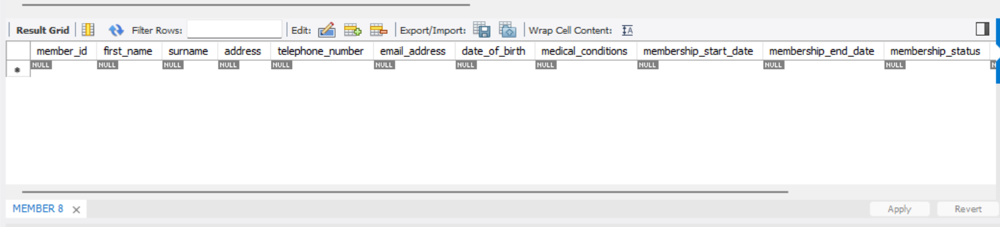 Result Grid Filter Rows: Edit: Export/Import: Wrap Cell Content: IA
member_id first_name surname address telephone_number email_address date_of_birth medical_conditions membership_start_date membership_end_date membership_status
NULL NULL NULL NULL NULL NULL NULL NULL NULL NULL NULL
MEMBER 8 Apply Revert